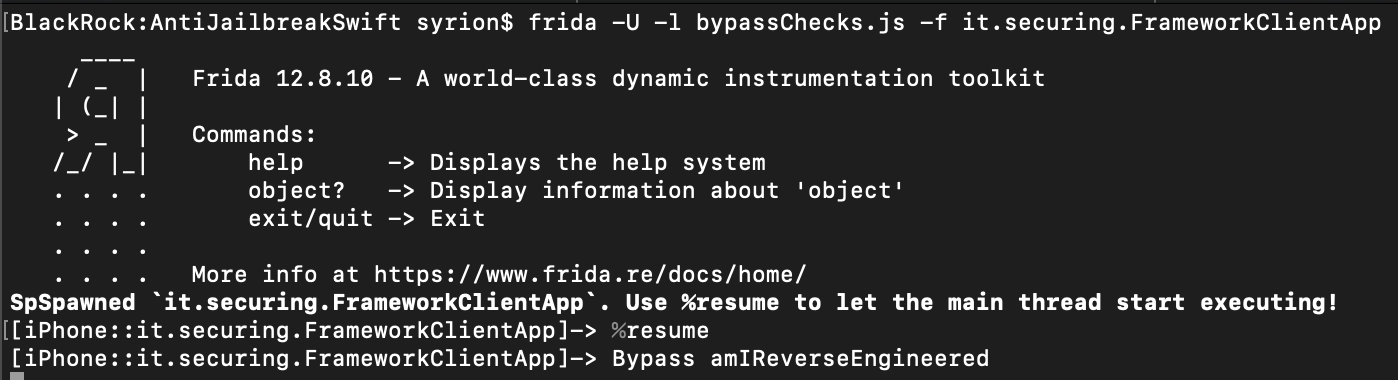 [BlackRock:AntiJailbreakSwift syrion$ frida -U -l bypassChecks.js -f it.securing.FrameworkClientApp
     ____
    / _  |   Frida 12.8.10 - A world-class dynamic instrumentation toolkit
   | (_| |
    > _  |   Commands:
   /_/ |_|       help      -> Displays the help system
   . . . .       object?   -> Display information about 'object'
   . . . .       exit/quit -> Exit
   . . . .
   . . . .   More info at https://www.frida.re/docs/home/
SpSpawned `it.securing.FrameworkClientApp`. Use %resume to let the main thread start executing!
[[iPhone::it.securing.FrameworkClientApp]-> %resume
[iPhone::it.securing.FrameworkClientApp]-> Bypass amIReverseEngineered